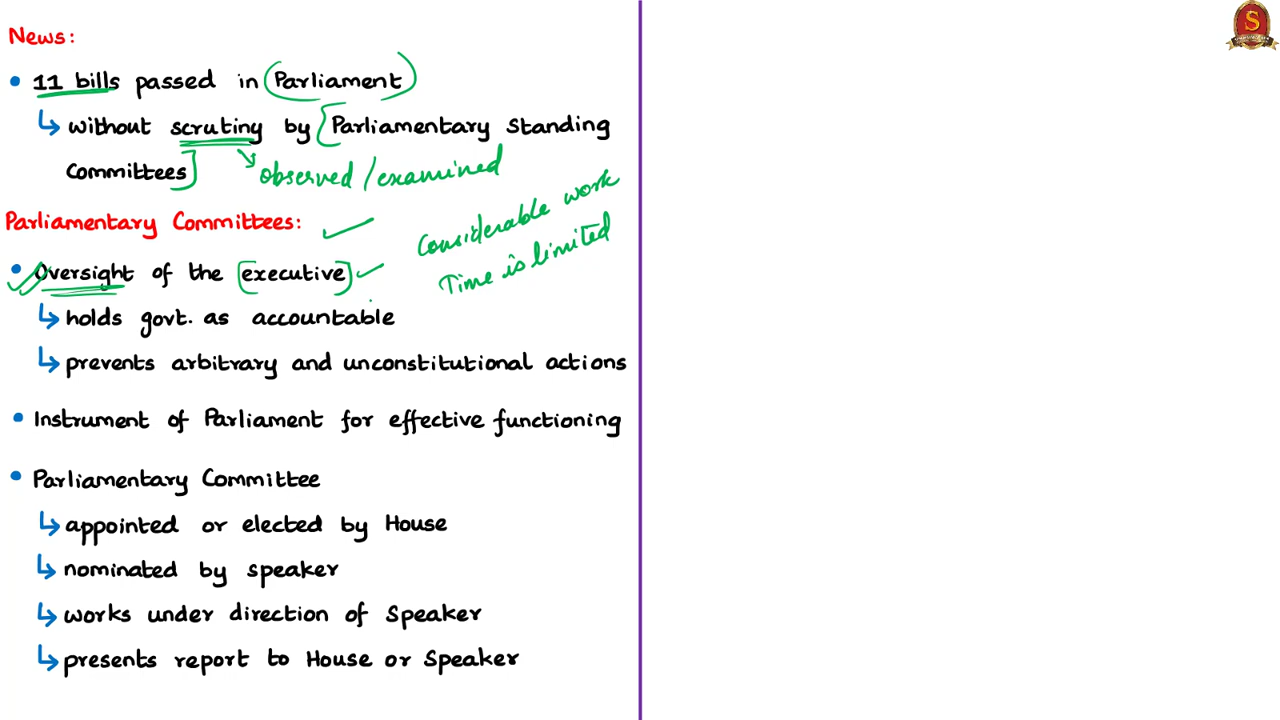 News:
• 11 bills passed in (Parliament)
↳ without scrutiny by [Parliamentary Standing
Committees]
observed / examined
Parliamentary Committees:
Considerable work
Time is limited
• Oversight of the [executive]
↳ holds govt. as accountable
↳ prevents arbitrary and unconstitutional actions
• Instrument of Parliament for effective functioning
• Parliamentary Committee
↳ appointed or elected by House
↳ nominated by speaker
↳ works under direction of Speaker
↳ presents report to House or Speaker
S